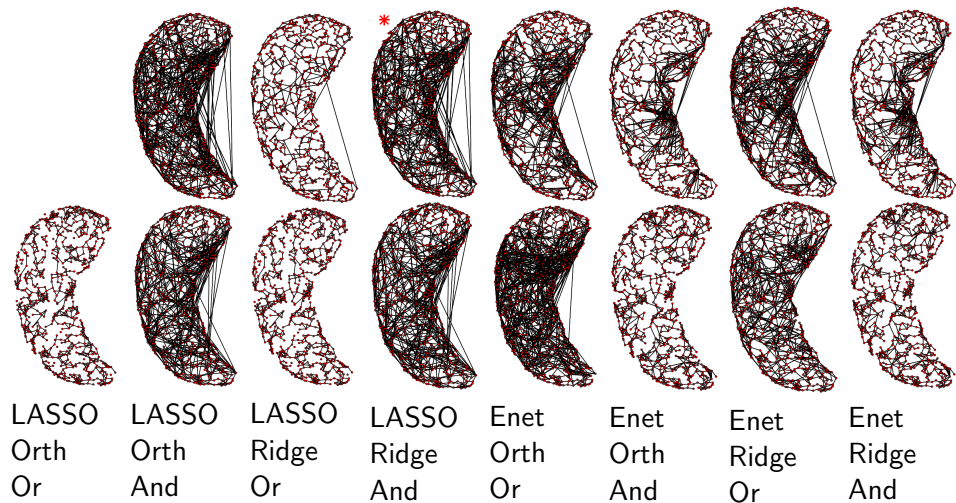 *
LASSO
Orth
Or
LASSO
Orth
And
LASSO
Ridge
Or
LASSO
Ridge
And
Enet
Orth
Or
Enet
Orth
And
Enet
Ridge
Or
Enet
Ridge
And